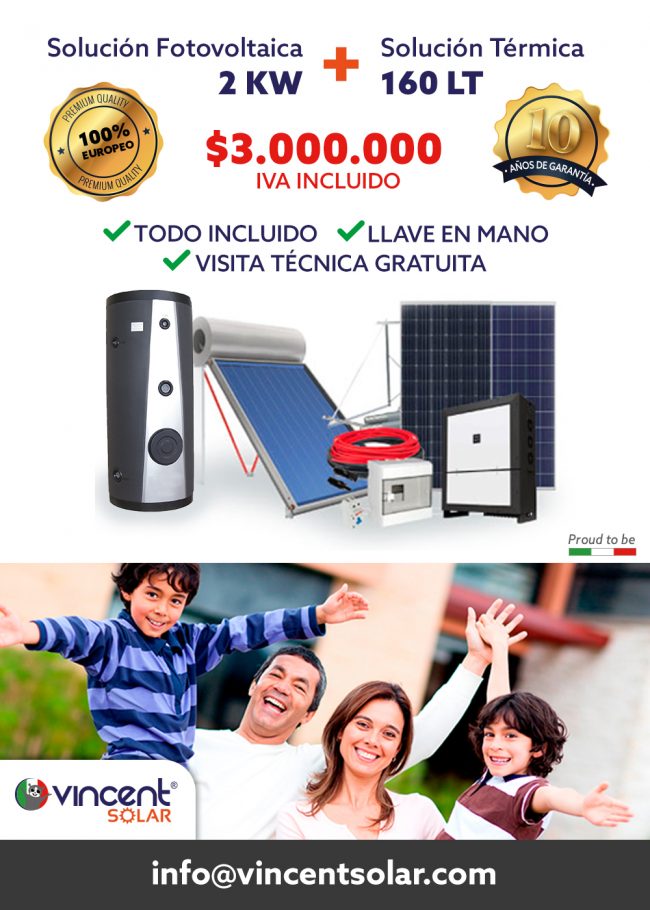 Solución Fotovoltaica
2 KW
+
Solución Térmica
160 LT
PREMIUM QUALITY
100%
EUROPEO
PREMIUM QUALITY
$3.000.000
IVA INCLUIDO
10
AÑOS DE GARANTÍA
TODO INCLUIDO
LLAVE EN MANO
VISITA TÉCNICA GRATUITA
Proud to be
vincent®
SOLAR
info@vincentsolar.com